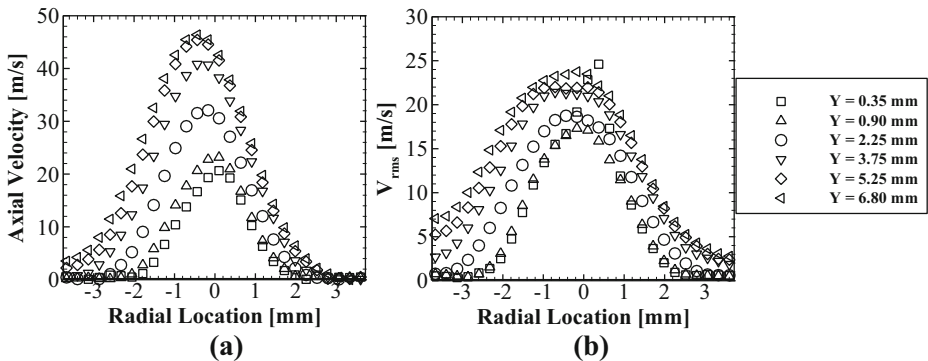 50
40
30
20
10
0
Axial Velocity [m/s]
-3 -2 -1 0 1 2 3
Radial Location [mm]
(a)
30
25
20
15
10
5
0
Vrms [m/s]
-3 -2 -1 0 1 2 3
Radial Location [mm]
(b)
Y = 0.35 mm
Y = 0.90 mm
Y = 2.25 mm
Y = 3.75 mm
Y = 5.25 mm
Y = 6.80 mm